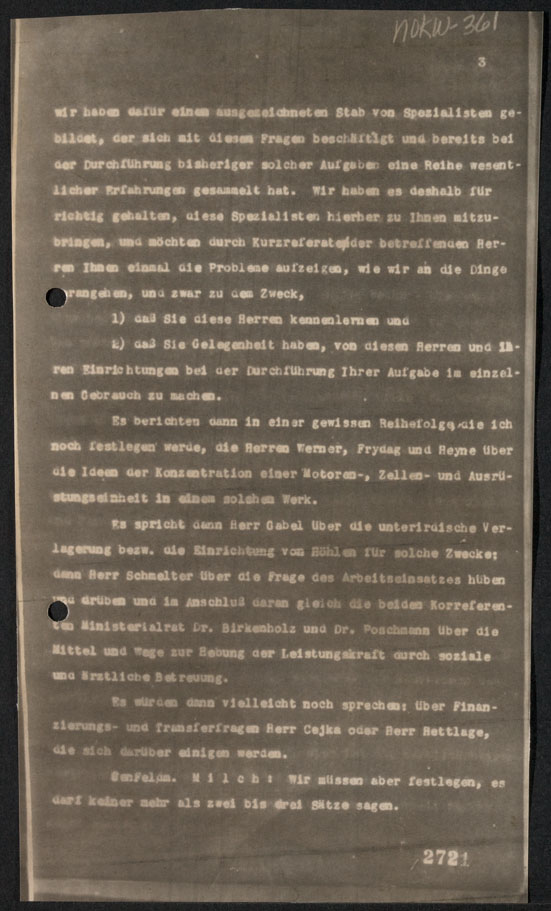 NOKW-361
3
wir haben dafür einen ausgezeichneten Stab von Spezialisten ge-
bildet, der sich mit diesen Fragen beschäftigt und bereits bei
der Durchführung bisheriger solcher Aufgaben eine Reihe wesent-
licher Erfahrungen gesammelt hat. Wir haben es deshalb für
richtig gehalten, diese Spezialisten hierher zu Ihnen mitzu-
bringen, und möchten durch Kurzreferate der betreffenden Her-
ren Ihnen einmal die Probleme aufzeigen, wie wir an die Dinge
rangehen, und zwar zu dem Zweck,
1) daß Sie diese Herren kennenlernen und
2) daß Sie Gelegenheit haben, von diesen Herren und ih-
ren Einrichtungen bei der Durchführung Ihrer Aufgabe im einzel-
nen Gebrauch zu machen.
Es berichten dann in einer gewissen Reihefolge, die ich
noch festlegen werde, die Herren Werner, Frydag und Heyne über
die Ideen der Konzentration einer Motoren-, Zellen- und Ausrü-
stungseinheit in einem solchen Werk.
Es spricht dann Herr Gabel über die unterirdische Ver-
lagerung bezw. die Einrichtung von Höhlen für solche Zwecke;
dann Herr Schmelter über die Frage des Arbeitseinsatzes hüben
und drüben und im Anschluß daran gleich die beiden Korreferen-
ten Ministerialrat Dr. Birkenholz und Dr. Poschmann über die
Mittel und Wege zur Hebung der Leistungskraft durch soziale
und ärztliche Betreuung.
Es würden dann vielleicht noch sprechen: über Finan-
zierungs- und Transferfragen Herr Cejka oder Herr Hettlage,
die sich darüber einigen werden.
GenFeldm. M i l c h : Wir müssen aber festlegen, es
darf keiner mehr als zwei bis drei Sätze sagen.
2721